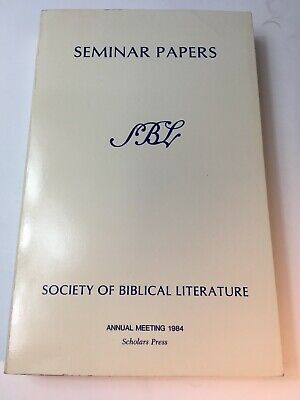 SEMINAR PAPERS
SBL
SOCIETY OF BIBLICAL LITERATURE
ANNUAL MEETING 1984
Scholars Press